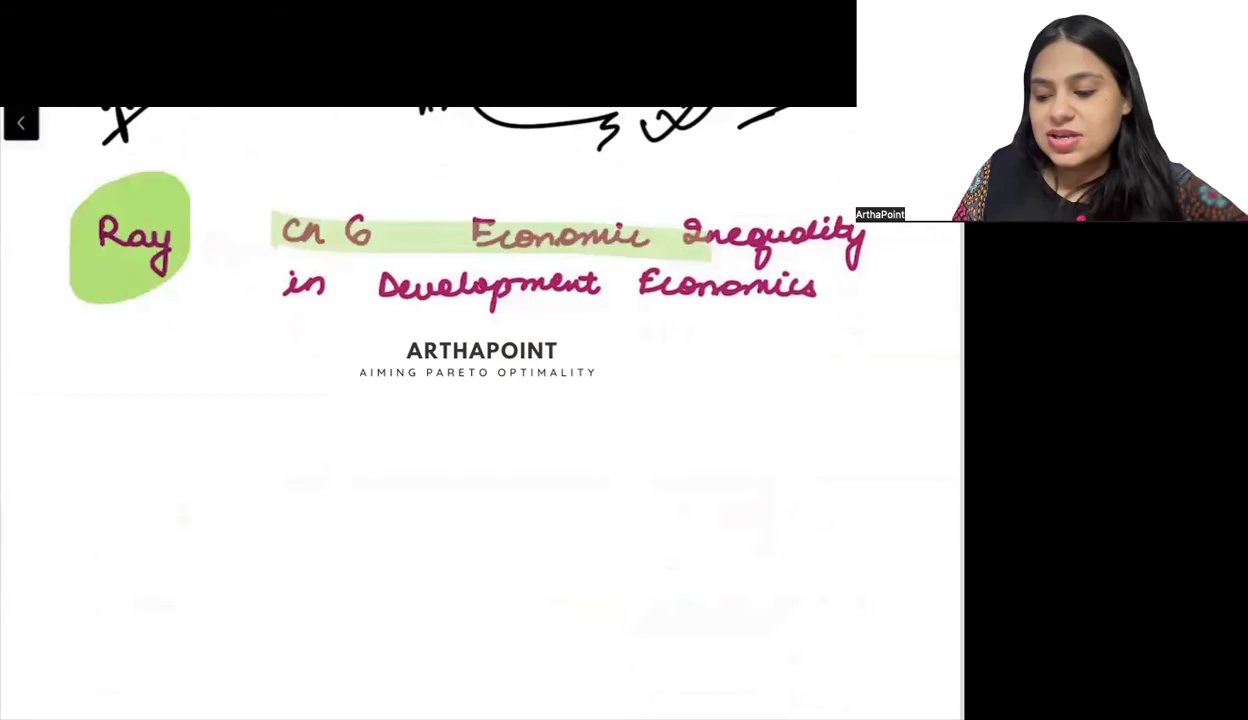 Ray Ch 6 Economic Inequality
in Development Economics
ARTHAPOINT
AIMING PARETO OPTIMALITY
ArthaPoint